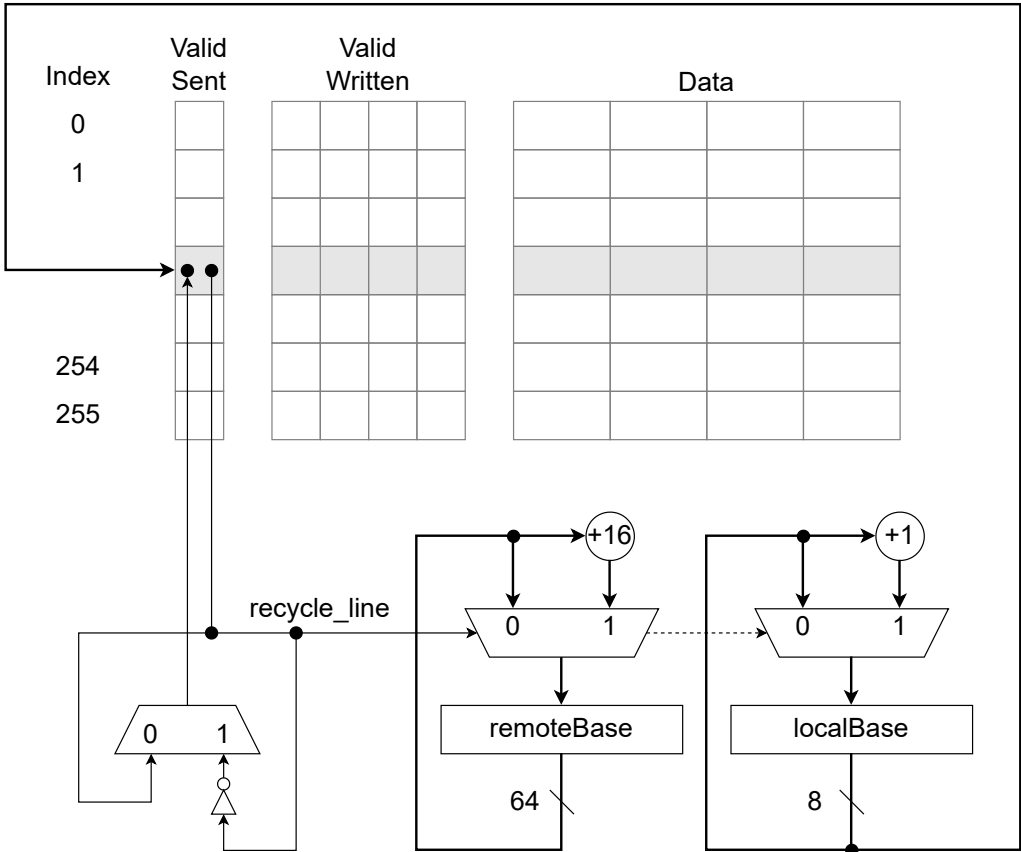 Index
Valid
Sent
Valid
Written
Data
0
1
254
255
recycle_line
+16
+1
0 1
0 1
remoteBase
localBase
0 1
64
8